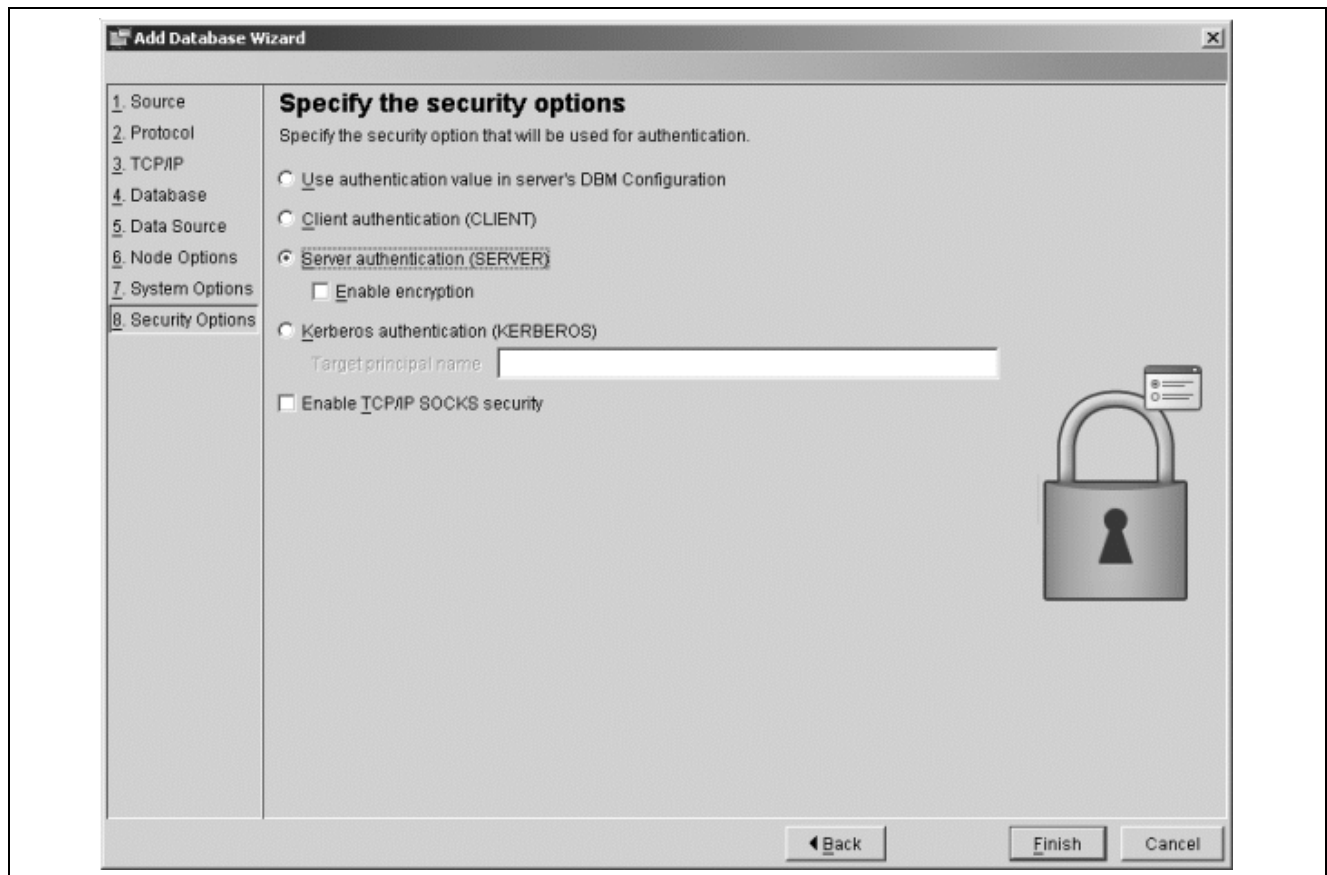 Add Database Wizard
1. Source
2. Protocol
3. TCP/IP
4. Database
5. Data Source
6. Node Options
7. System Options
8. Security Options
Specify the security options
Specify the security option that will be used for authentication.
Use authentication value in server's DBM Configuration
Client authentication (CLIENT)
Server authentication (SERVER)
Enable encryption
Kerberos authentication (KERBEROS)
Target principal name
Enable TCP/IP SOCKS security
Back
Finish
Cancel